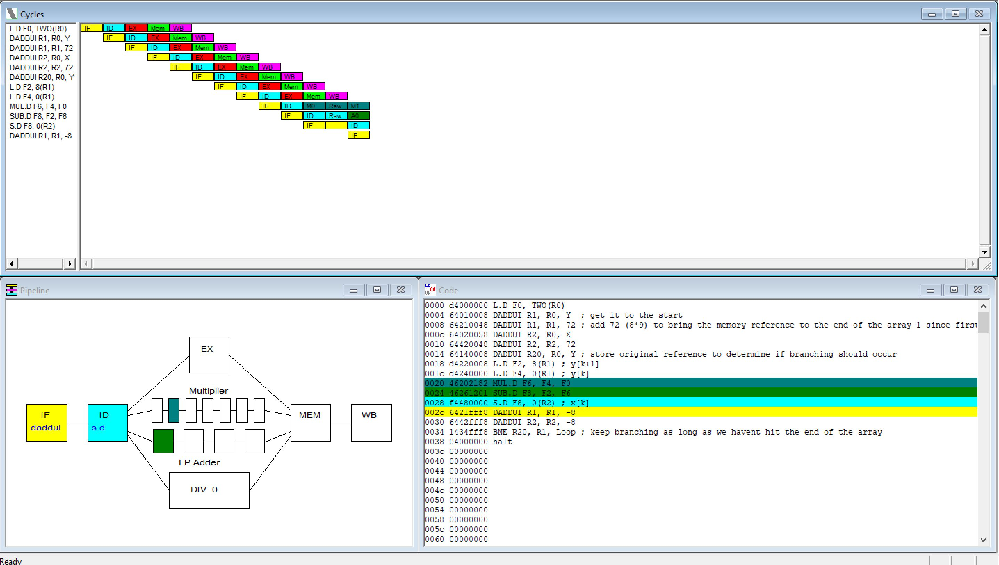 Cycles
L.D F0, TWO(R0)
DADDUI R1, R0, Y
DADDUI R1, R1, 72
DADDUI R2, R0, X
DADDUI R2, R2, 72
DADDUI R20, R0, Y
L.D F2, 8(R1)
L.D F4, 0(R1)
MUL.D F6, F4, F0
SUB.D F8, F2, F6
S.D F8, 0(R2)
DADDUI R1, R1, -8
IF ID EX Mem WB
IF ID EX Mem WB
IF ID EX Mem WB
IF ID EX Mem WB
IF ID EX Mem WB
IF ID EX Mem WB
IF ID EX Mem WB
IF ID EX Mem WB
IF ID M0 Raw M1
IF ID Raw A0
IF ID
IF
Pipeline
EX
Multiplier
IF
daddui
ID
s.d
MEM
WB
FP Adder
DIV 0
LD 00
0k
Code
0000 d4000000 L.D F0, TWO(R0)
0004 64010008 DADDUI R1, R0, Y ; get it to the start
0008 64210048 DADDUI R1, R1, 72 ; add 72 (8*9) to bring the memory reference to the end of the array-1 since first
000c 64020058 DADDUI R2, R0, X
0010 64420048 DADDUI R2, R2, 72
0014 64140008 DADDUI R20, R0, Y ; store original reference to determine if branching should occur
0018 d4220008 L.D F2, 8(R1) ; y[k+1]
001c d4240000 L.D F4, 0(R1) ; y[k]
0020 46202182 MUL.D F6, F4, F0
0024 46261201 SUB.D F8, F2, F6
0028 f4480000 S.D F8, 0(R2) ; x[k]
002c 6421fff8 DADDUI R1, R1, -8
0030 6442fff8 DADDUI R2, R2, -8
0034 1434fff8 BNE R20, R1, Loop ; keep branching as long as we havent hit the end of the array
0038 04000000 halt
003c 00000000
0040 00000000
0044 00000000
0048 00000000
004c 00000000
0050 00000000
0054 00000000
0058 00000000
005c 00000000
0060 00000000
Ready